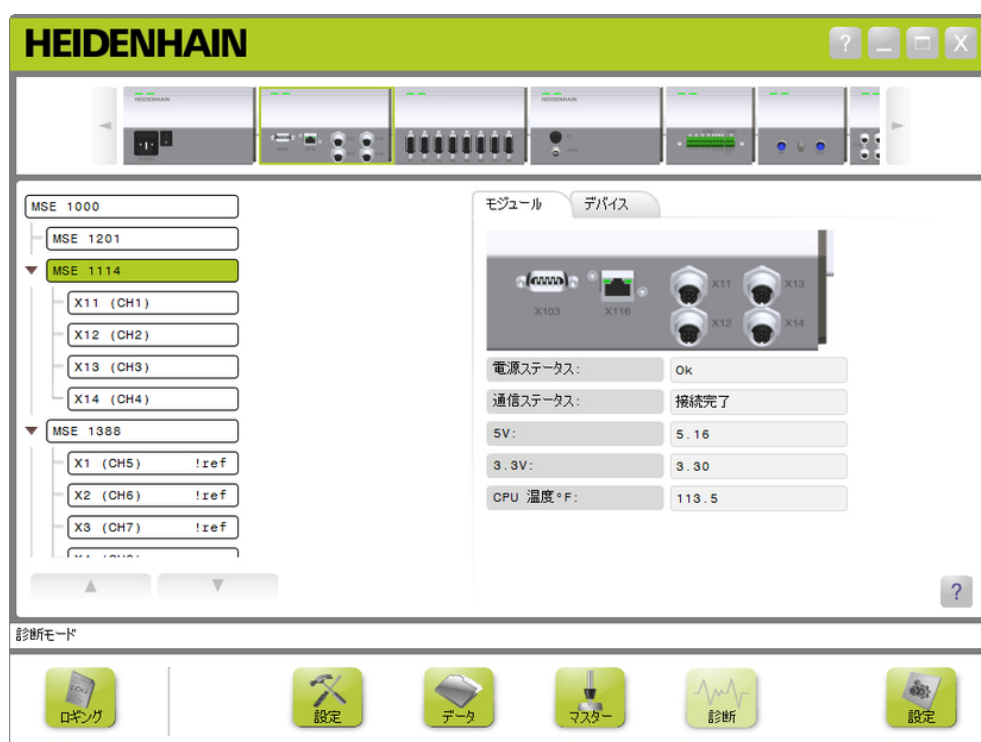 HEIDENHAIN
?
X
HEIDENHAIN
HEIDENHAIN
MSE 1000
MSE 1201
MSE 1114
X11 (CH1)
X12 (CH2)
X13 (CH3)
X14 (CH4)
MSE 1388
X1 (CH5) !ref
X2 (CH6) !ref
X3 (CH7) !ref
モジュール
デバイス
X103
X116
X11
X13
X12
X14
電源ステータス: Ok
通信ステータス: 接続完了
5V: 5.16
3.3V: 3.30
CPU 温度°F: 113.5
?
診断モード
LOG
ロギング
設定
データ
マスター
診断
設定